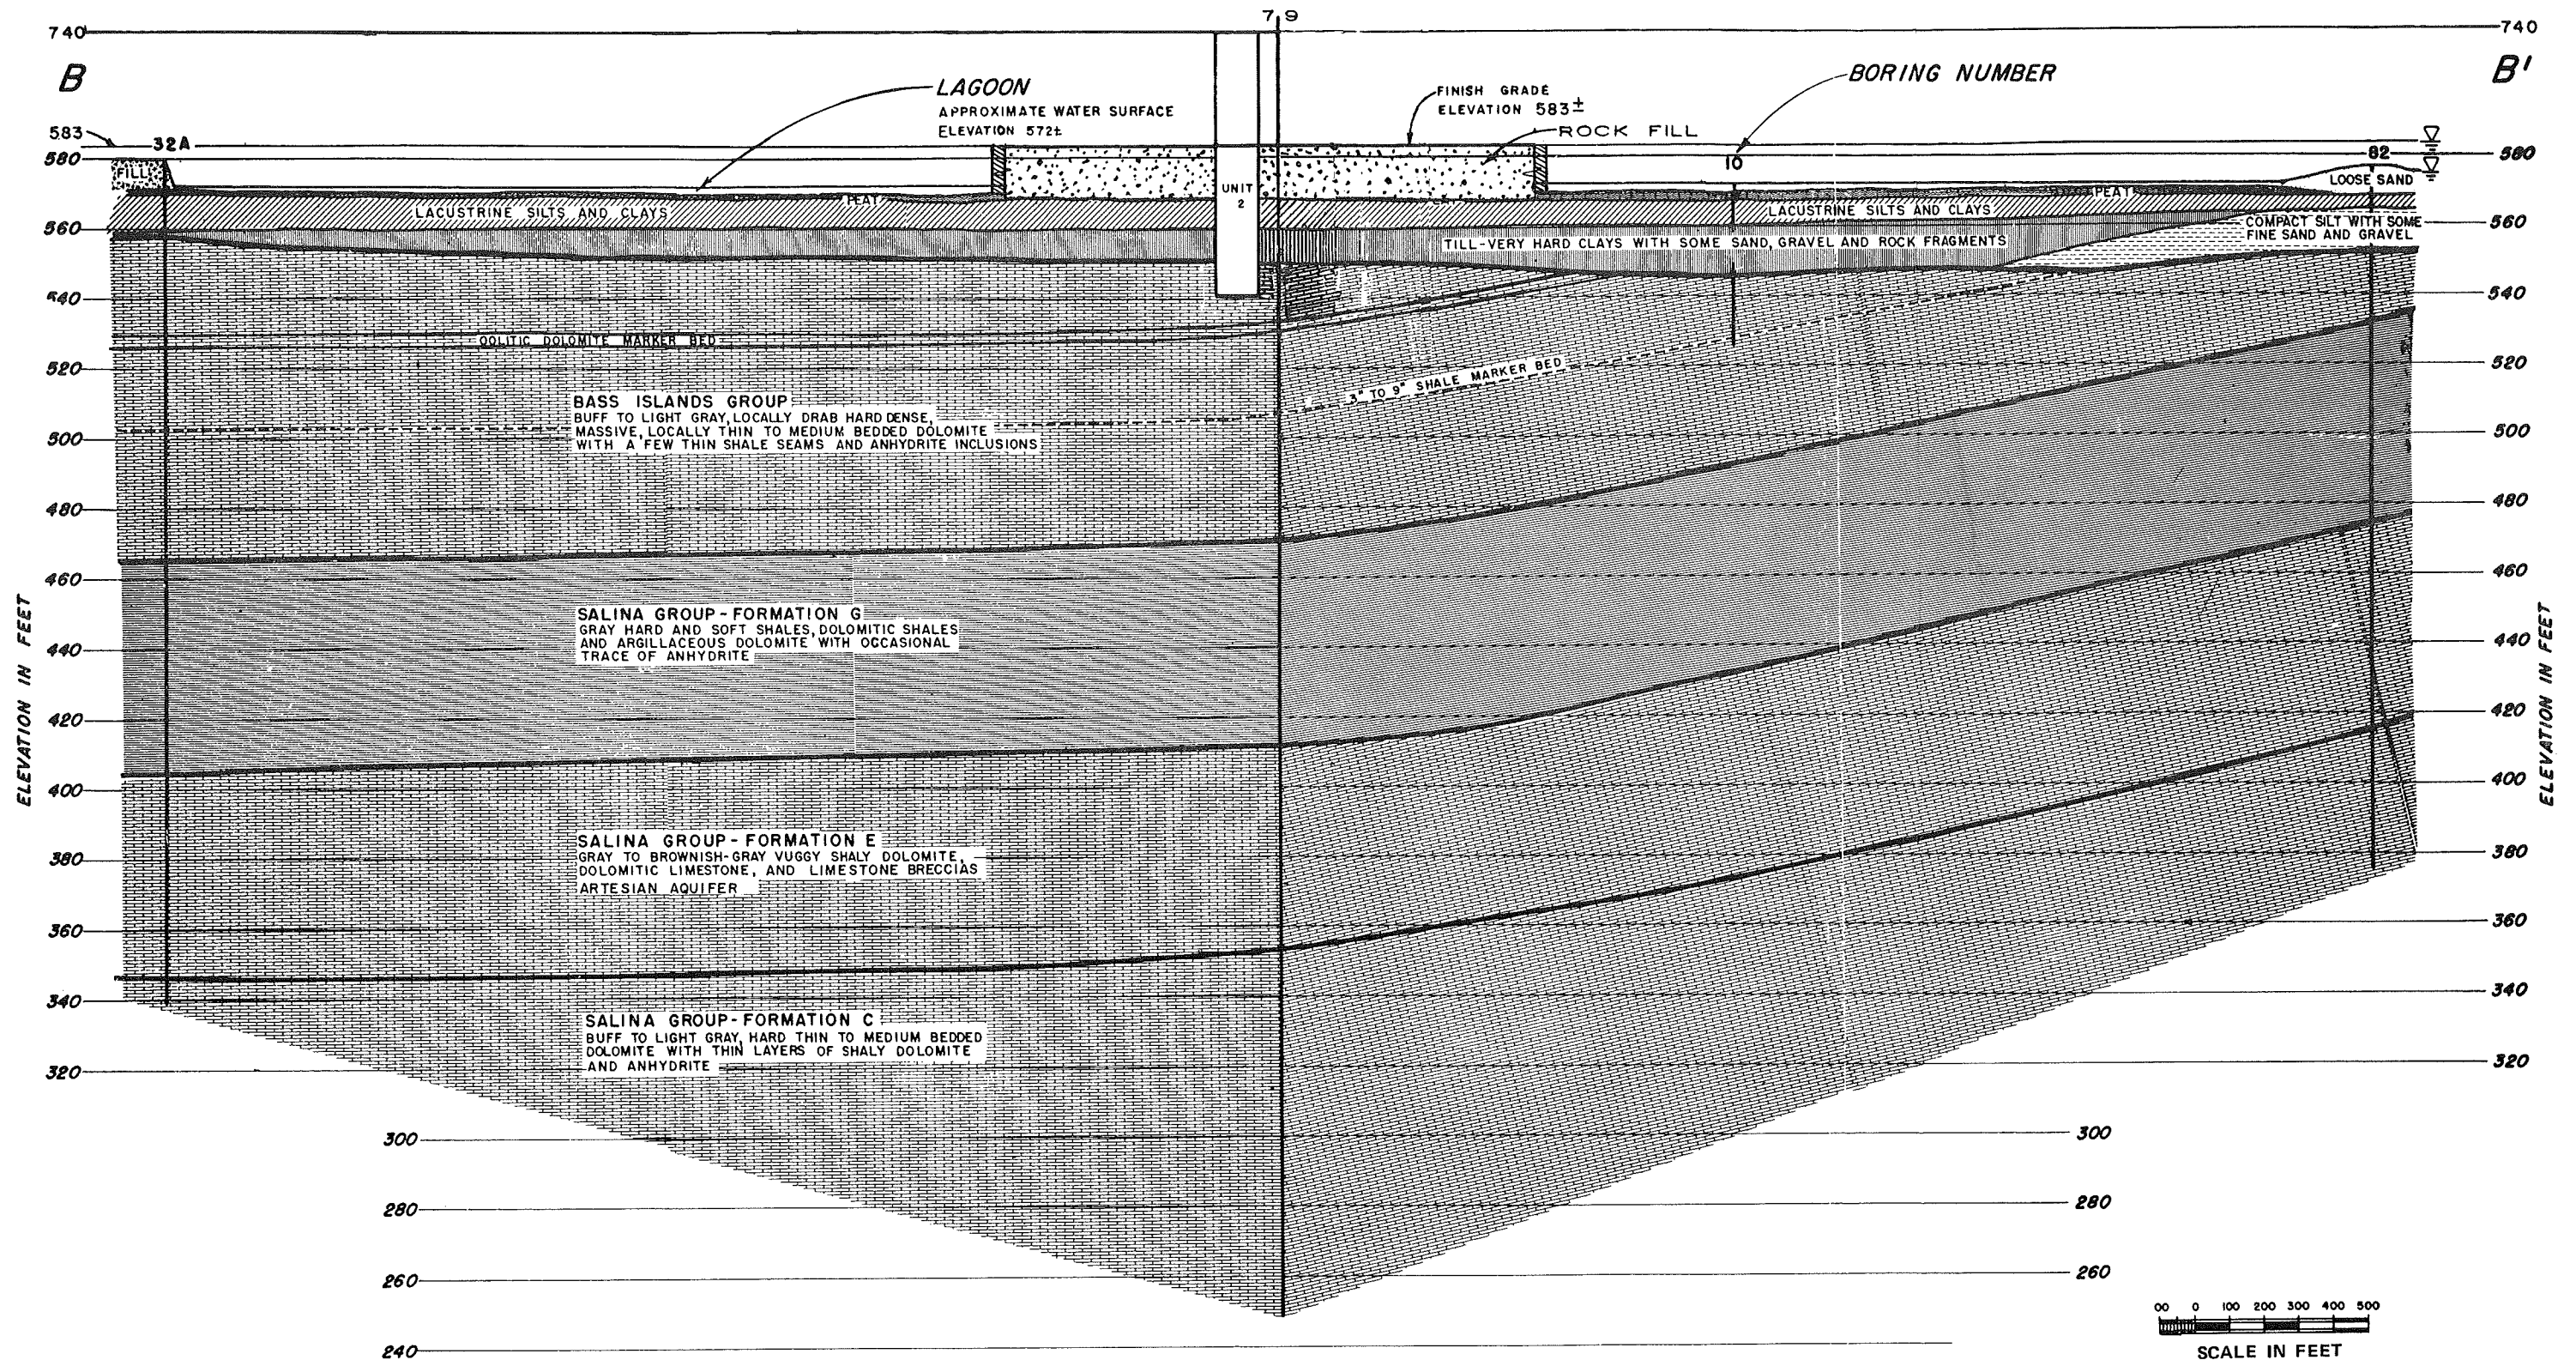 79
740
740
B
B'
LAGOON
APPROXIMATE WATER SURFACE
ELEVATION 572±
FINISH GRADE
ELEVATION 583±
BORING NUMBER
ROCK FILL
583
32A
580
580
10
82
FILL
UNIT
2
LOOSE SAND
PEAT
PEAT
LACUSTRINE SILTS AND CLAYS
LACUSTRINE SILTS AND CLAYS
COMPACT SILT WITH SOME
FINE SAND AND GRAVEL
560
560
TILL-VERY HARD CLAYS WITH SOME SAND, GRAVEL AND ROCK FRAGMENTS
540
540
OOLITIC DOLOMITE MARKER BED
520
520
3" TO 9" SHALE MARKER BED
BASS ISLANDS GROUP
BUFF TO LIGHT GRAY, LOCALLY DRAB HARD DENSE,
MASSIVE, LOCALLY THIN TO MEDIUM BEDDED DOLOMITE
WITH A FEW THIN SHALE SEAMS AND ANHYDRITE INCLUSIONS
500
500
480
480
460
460
ELEVATION IN FEET
ELEVATION IN FEET
SALINA GROUP-FORMATION G
GRAY HARD AND SOFT SHALES, DOLOMITIC SHALES
AND ARGILLACEOUS DOLOMITE WITH OCCASIONAL
TRACE OF ANHYDRITE
440
440
420
420
400
400
SALINA GROUP-FORMATION E
GRAY TO BROWNISH-GRAY VUGGY SHALY DOLOMITE,
DOLOMITIC LIMESTONE, AND LIMESTONE BRECCIAS
ARTESIAN AQUIFER
380
380
360
360
340
340
SALINA GROUP-FORMATION C
BUFF TO LIGHT GRAY, HARD THIN TO MEDIUM BEDDED
DOLOMITE WITH THIN LAYERS OF SHALY DOLOMITE
AND ANHYDRITE
320
320
300
300
280
280
260
260
240
00 0 100 200 300 400 500
SCALE IN FEET